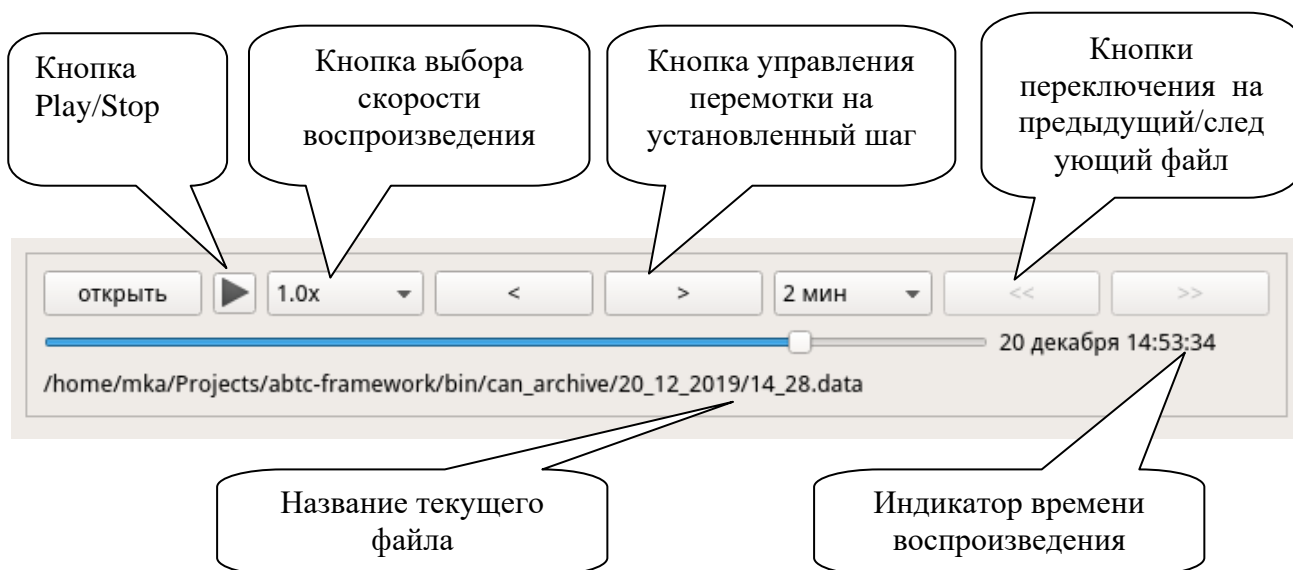 Кнопка
Play/Stop
Кнопка выбора
скорости
воспроизведения
Кнопка управления
перемотки на
установленный шаг
Кнопки
переключения на
предыдущий/след
ующий файл
открыть 1.0x < > 2 мин << >>
20 декабря 14:53:34
/home/mka/Projects/abtc-framework/bin/can_archive/20_12_2019/14_28.data
Название текущего
файла
Индикатор времени
воспроизведения